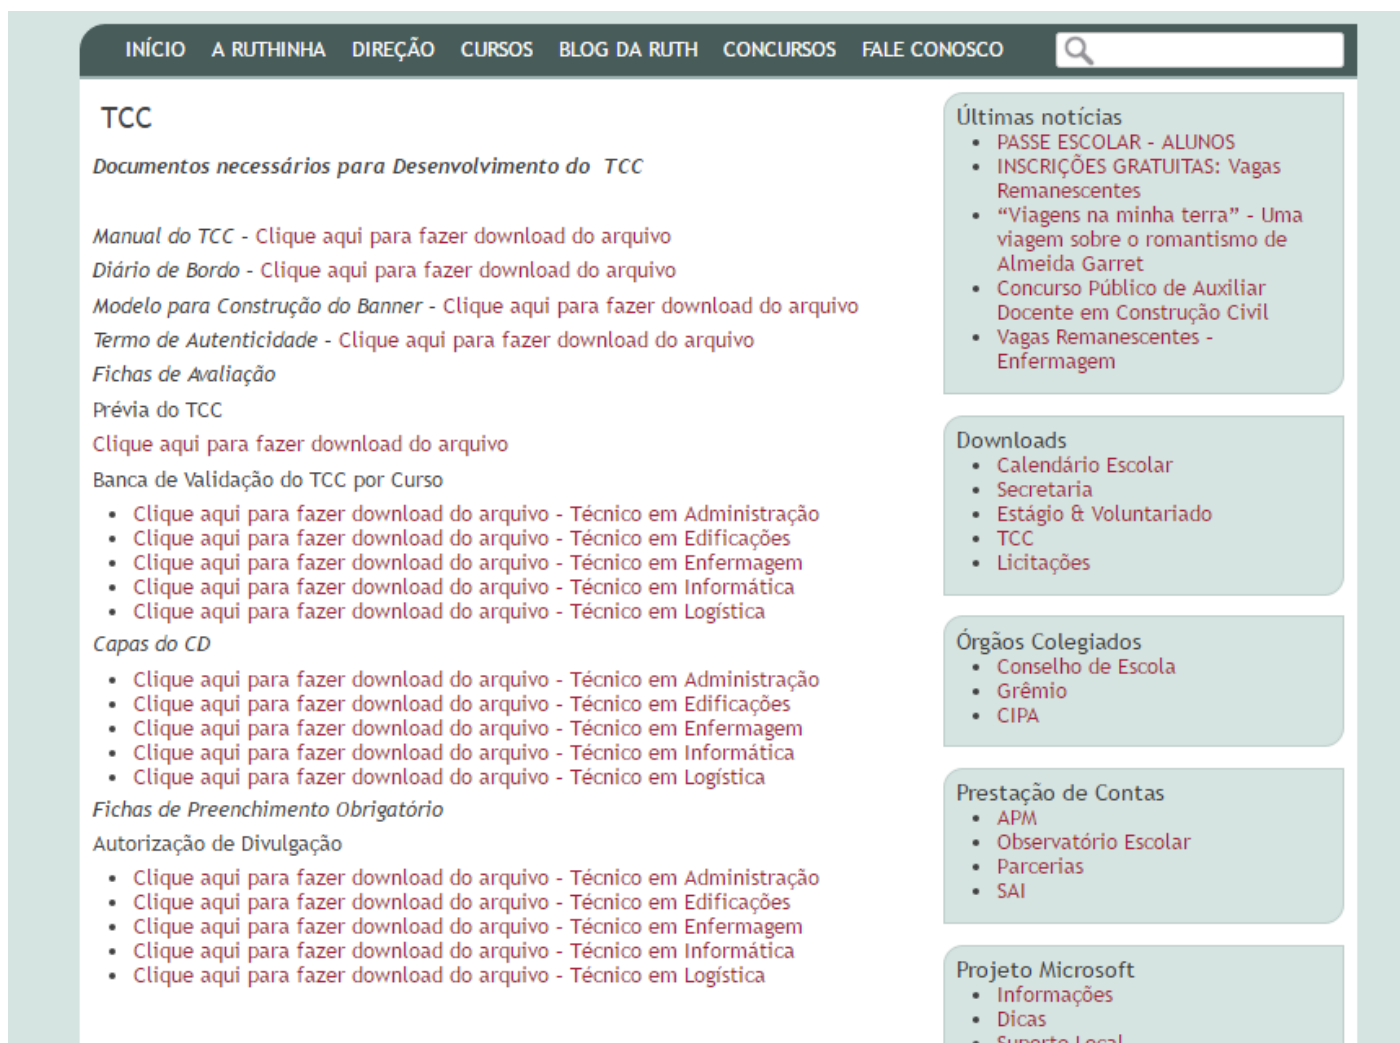 INÍCIO A RUTHINHA DIREÇÃO CURSOS BLOG DA RUTH CONCURSOS FALE CONOSCO
TCC
Documentos necessários para Desenvolvimento do TCC
Manual do TCC - Clique aqui para fazer download do arquivo
Diário de Bordo - Clique aqui para fazer download do arquivo
Modelo para Construção do Banner - Clique aqui para fazer download do arquivo
Termo de Autenticidade - Clique aqui para fazer download do arquivo
Fichas de Avaliação
Prévia do TCC
Clique aqui para fazer download do arquivo
Banca de Validação do TCC por Curso
• Clique aqui para fazer download do arquivo - Técnico em Administração
• Clique aqui para fazer download do arquivo - Técnico em Edificações
• Clique aqui para fazer download do arquivo - Técnico em Enfermagem
• Clique aqui para fazer download do arquivo - Técnico em Informática
• Clique aqui para fazer download do arquivo - Técnico em Logística
Capas do CD
• Clique aqui para fazer download do arquivo - Técnico em Administração
• Clique aqui para fazer download do arquivo - Técnico em Edificações
• Clique aqui para fazer download do arquivo - Técnico em Enfermagem
• Clique aqui para fazer download do arquivo - Técnico em Informática
• Clique aqui para fazer download do arquivo - Técnico em Logística
Fichas de Preenchimento Obrigatório
Autorização de Divulgação
• Clique aqui para fazer download do arquivo - Técnico em Administração
• Clique aqui para fazer download do arquivo - Técnico em Edificações
• Clique aqui para fazer download do arquivo - Técnico em Enfermagem
• Clique aqui para fazer download do arquivo - Técnico em Informática
• Clique aqui para fazer download do arquivo - Técnico em Logística
Últimas notícias
• PASSE ESCOLAR - ALUNOS
• INSCRIÇÕES GRATUITAS: Vagas
Remanescentes
• “Viagens na minha terra” - Uma
viagem sobre o romantismo de
Almeida Garret
• Concurso Público de Auxiliar
Docente em Construção Civil
• Vagas Remanescentes -
Enfermagem
Downloads
• Calendário Escolar
• Secretaria
• Estágio & Voluntariado
• TCC
• Licitações
Órgãos Colegiados
• Conselho de Escola
• Grêmio
• CIPA
Prestação de Contas
• APM
• Observatório Escolar
• Parcerias
• SAI
Projeto Microsoft
• Informações
• Dicas
• Suporte Local